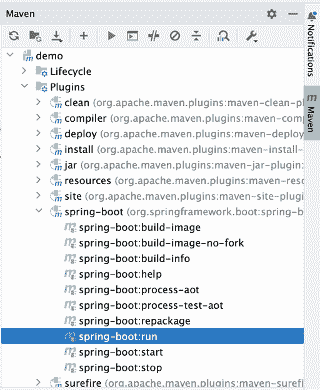 Maven
demo
Lifecycle
Plugins
clean (org.apache.maven.plugins:maven-clean-pl
compiler (org.apache.maven.plugins:maven-comp
deploy (org.apache.maven.plugins:maven-deploy
install (org.apache.maven.plugins:maven-install-
jar (org.apache.maven.plugins:maven-jar-plugin
resources (org.apache.maven.plugins:maven-reso
site (org.apache.maven.plugins:maven-site-plugin
spring-boot (org.springframework.boot:spring-b
spring-boot:build-image
spring-boot:build-image-no-fork
spring-boot:build-info
spring-boot:help
spring-boot:process-aot
spring-boot:process-test-aot
spring-boot:repackage
spring-boot:run
spring-boot:start
spring-boot:stop
surefire (org.apache.maven.plugins:maven-surefi
Notifications
Maven